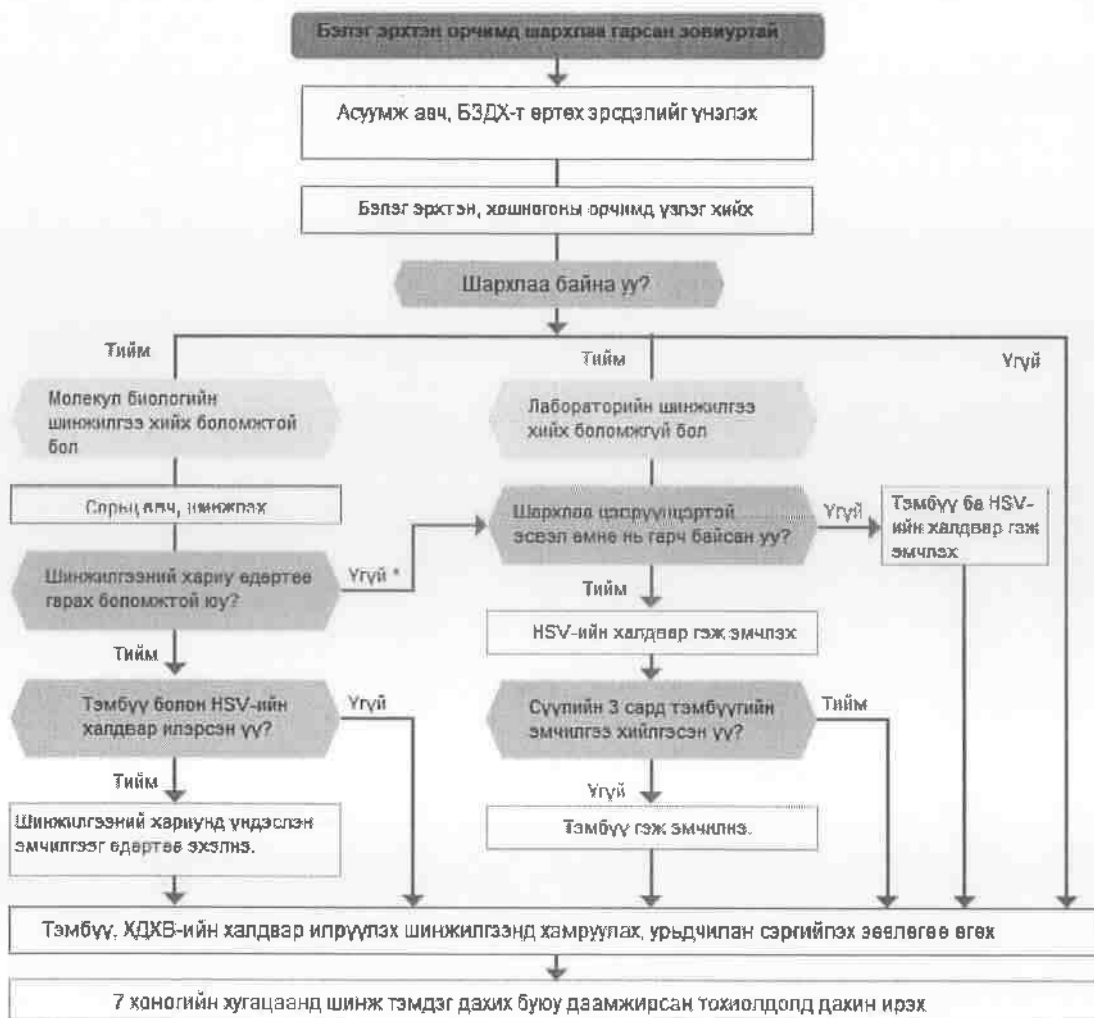 Бэлэг эрхтэн орчимд шархлаа гарсан зовиуртай
Асуумж авч, БЗДХ-т өртөх эрсдэлийг үнэлэх
Бэлэг эрхтэн, хошногоны орчимд үзлэг хийх
Шархлаа байна уу?
Тийм
Тийм
Үгүй
Молекул биологийн
шинжилгээ хийх боломжтой
бол
Лабораторийн шинжилгээ
хийх боломжгүй бол
Сорьц авч, шинжлэх
Шархлаа цэврүүнцэртэй
эсвэл өмнө нь гарч байсан уу?
Үгүй
Тэмбүү ба HSV-
ийн халдвар гэж
эмчлэх
Шинжилгээний хариу өдөртөө
гарах боломжтой юу?
Үгүй *
Тийм
HSV-ийн халдвар гэж эмчлэх
Тийм
Тэмбүү болон HSV-ийн
халдвар илэрсэн үү?
Үгүй
Сүүлийн 3 сард тэмбүүгийн
эмчилгээ хийлгэсэн үү?
Тийм
Тийм
Үгүй
Шинжилгээний хариунд үндэслэн
эмчилгээг өдөртөө эхэлнэ.
Тэмбүү гэж эмчилнэ.
Тэмбүү, ХДХВ-ийн халдвар илрүүлэх шинжилгээнд хамруулах, урьдчилан сэргийлэх зөвлөгөө өгөх
7 хоногийн хугацаанд шинж тэмдэг дахих буюу даамжирсан тохиолдолд дахин ирэх